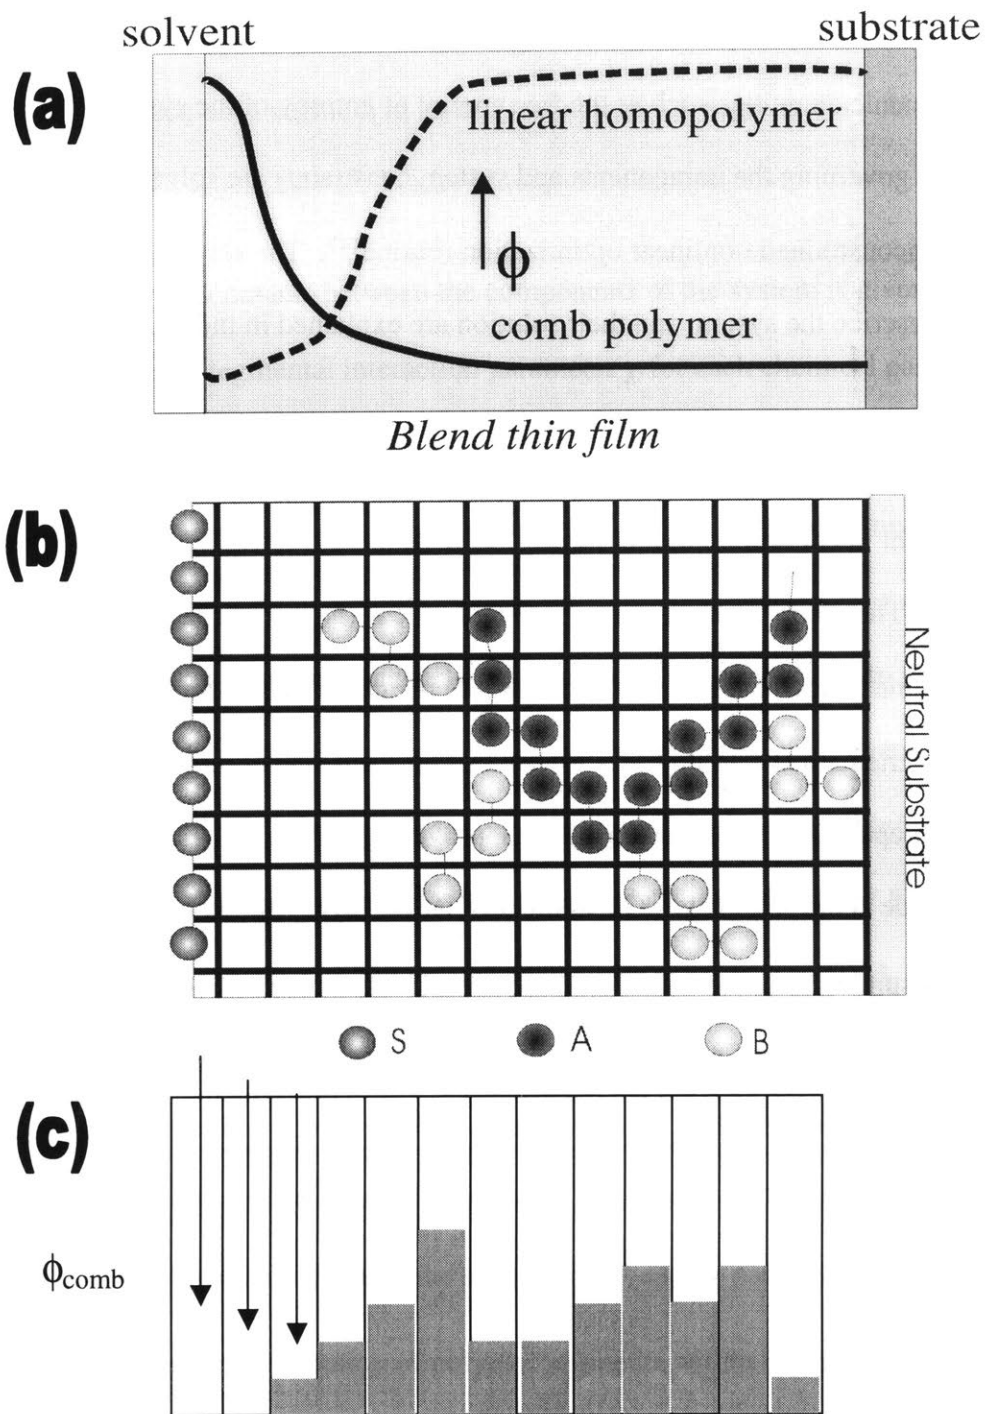 solvent
substrate
(a)
linear homopolymer
ϕ
comb polymer
Blend thin film
(b)
Neutral Substrate
S
A
B
(c)
ϕcomb